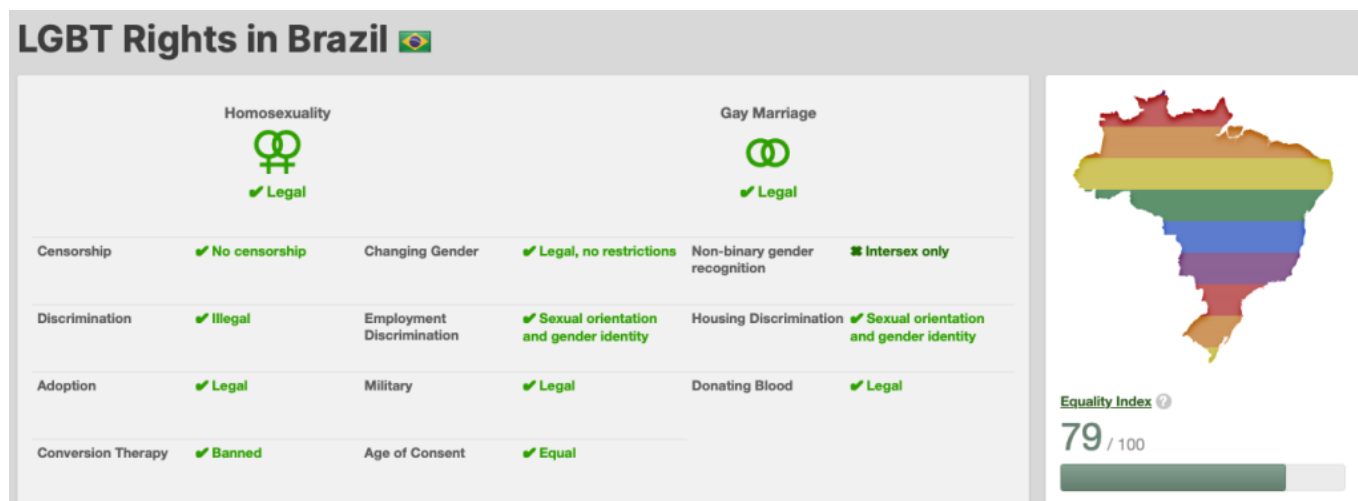 LGBT Rights in Brazil 🇧🇷
Homosexuality
✔ Legal
Gay Marriage
✔ Legal
Censorship ✔ No censorship Changing Gender ✔ Legal, no restrictions Non-binary gender ✖ Intersex only
recognition
Discrimination ✔ Illegal Employment ✔ Sexual orientation Housing Discrimination ✔ Sexual orientation
Discrimination and gender identity and gender identity
Adoption ✔ Legal Military ✔ Legal Donating Blood ✔ Legal
Conversion Therapy ✔ Banned Age of Consent ✔ Equal
Equality Index ?
79 / 100